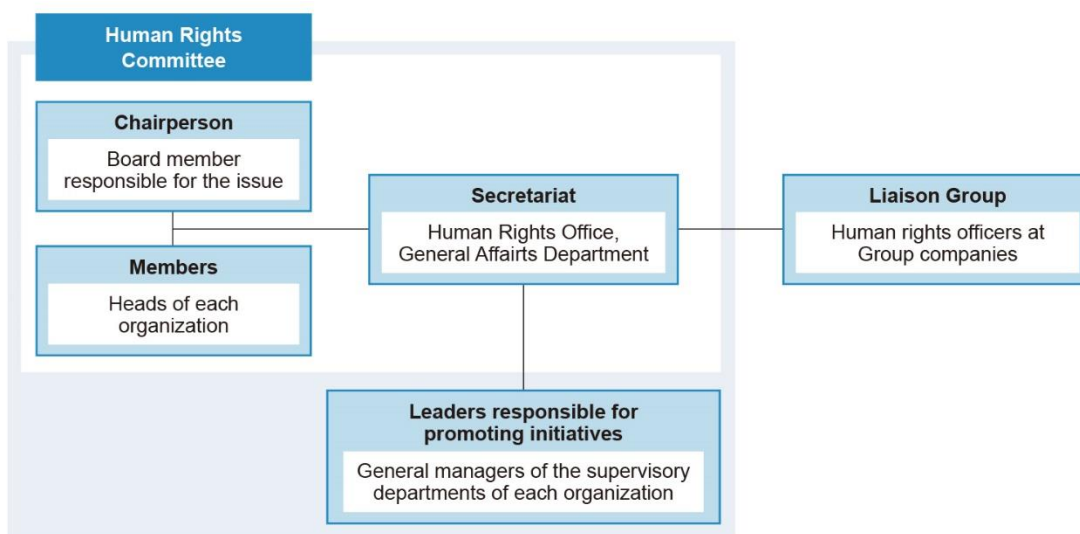 Human Rights
Committee
Chairperson
Board member
responsible for the issue
Members
Heads of each
organization
Secretariat
Human Rights Office,
General Affairts Department
Liaison Group
Human rights officers at
Group companies
Leaders responsible for
promoting initiatives
General managers of the supervisory
departments of each organization